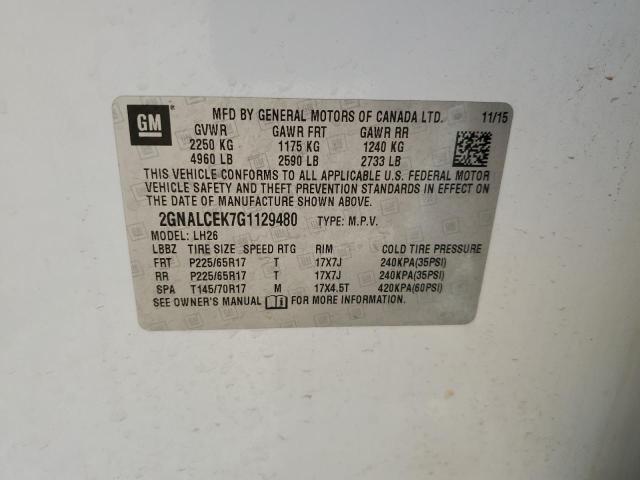 GM
MFD BY GENERAL MOTORS OF CANADA LTD. 11/15
GVWR GAWR FRT GAWR RR
2250 KG 1175 KG 1240 KG
4960 LB 2590 LB 2733 LB
THIS VEHICLE CONFORMS TO ALL APPLICABLE U.S. FEDERAL MOTOR
VEHICLE SAFETY AND THEFT PREVENTION STANDARDS IN EFFECT ON
THE DATE OF MANUFACTURE SHOWN ABOVE.
2GNALCEK7G1129480 TYPE: M.P.V.
MODEL: LH26
LBBZ TIRE SIZE SPEED RTG RIM COLD TIRE PRESSURE
FRT P225/65R17 T 17X7J 240KPA(35PSI)
RR P225/65R17 T 17X7J 240KPA(35PSI)
SPA T145/70R17 M 17X4.5T 420KPA(60PSI)
SEE OWNER'S MANUAL FOR MORE INFORMATION.